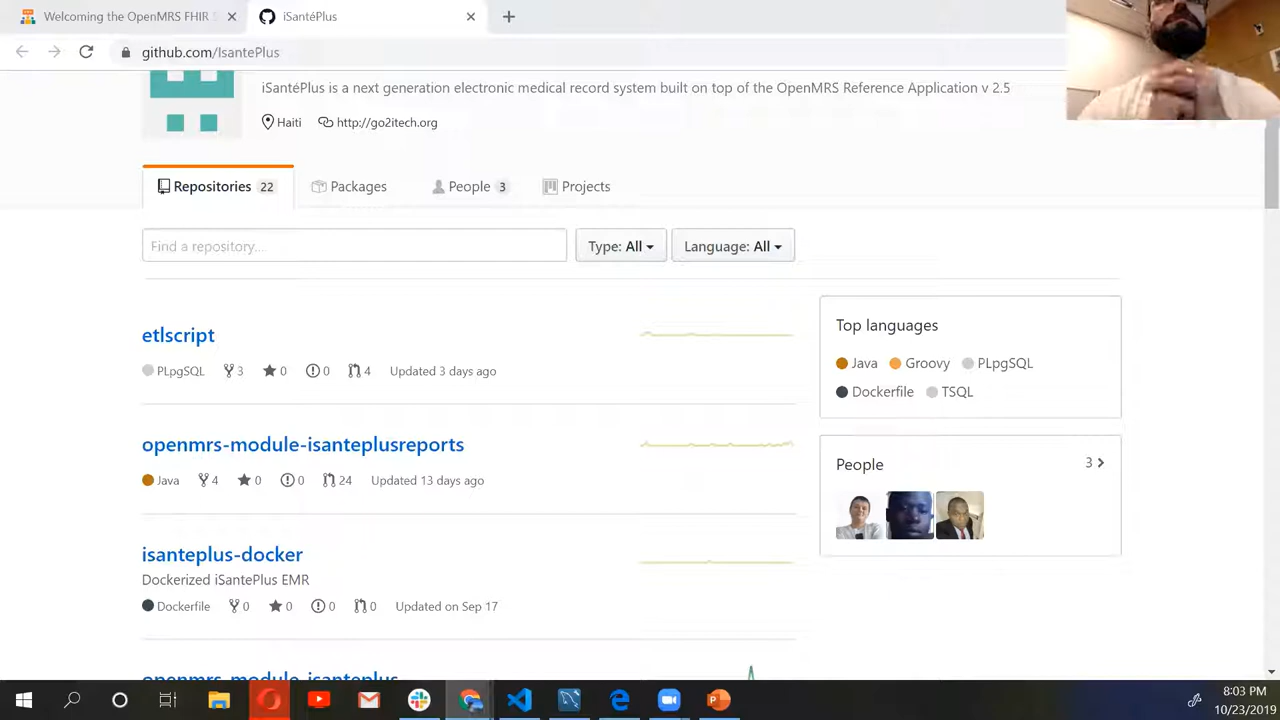 Welcoming the OpenMRS FHIR S
iSantéPlus
github.com/IsantePlus
iSantéPlus is a next generation electronic medical record system built on top of the OpenMRS Reference Application v 2.5
Haiti http://go2itech.org
Repositories 22 Packages People 3 Projects
Find a repository... Type: All Language: All
etlscript
PLpgSQL 3 0 0 4 Updated 3 days ago
openmrs-module-isanteplusreports
Java 4 0 0 24 Updated 13 days ago
isanteplus-docker
Dockerized iSantePlus EMR
Dockerfile 0 0 0 0 Updated on Sep 17
openmrs-module-isanteplus
Top languages
Java Groovy PLpgSQL
Dockerfile TSQL
People 3
8:03 PM
10/23/2019